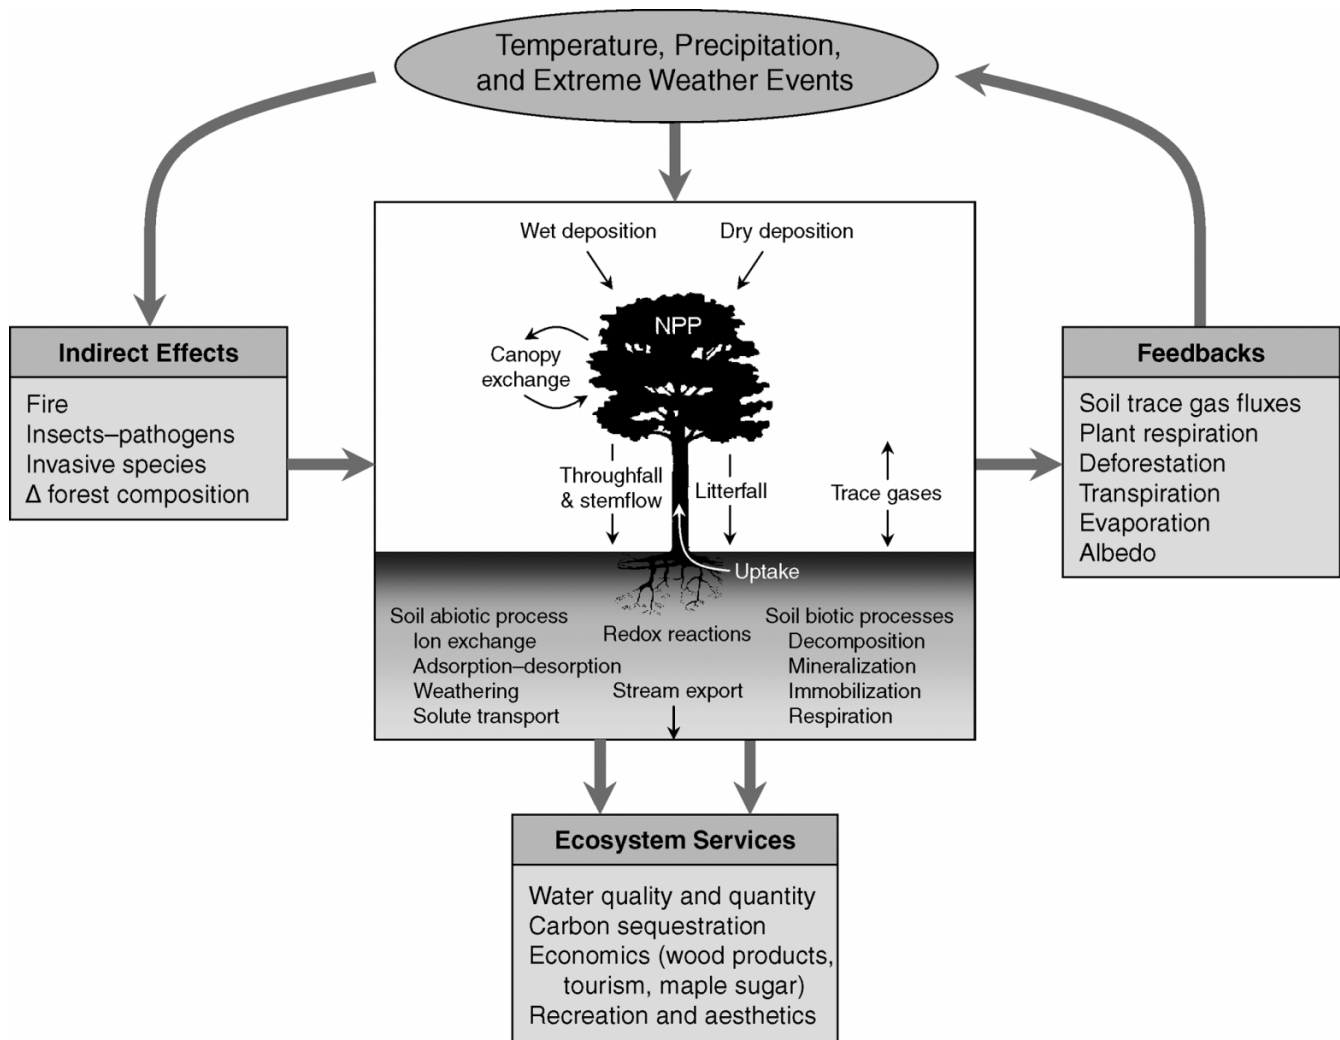 Temperature, Precipitation,
and Extreme Weather Events
Wet deposition
Dry deposition
NPP
Canopy
exchange
Throughfall
& stemflow
Litterfall
Trace gases
Uptake
Soil abiotic process
Ion exchange
Adsorption–desorption
Weathering
Solute transport
Redox reactions
Stream export
Soil biotic processes
Decomposition
Mineralization
Immobilization
Respiration
Indirect Effects
Fire
Insects–pathogens
Invasive species
Δ forest composition
Feedbacks
Soil trace gas fluxes
Plant respiration
Deforestation
Transpiration
Evaporation
Albedo
Ecosystem Services
Water quality and quantity
Carbon sequestration
Economics (wood products,
tourism, maple sugar)
Recreation and aesthetics